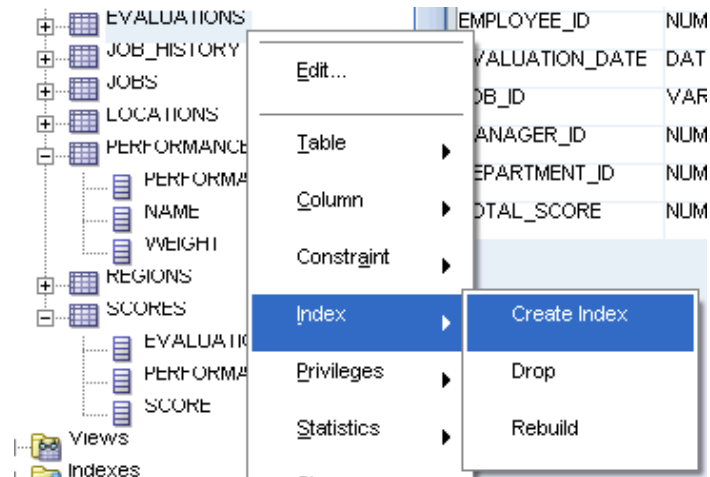 EVALUATIONS
JOB_HISTORY
JOBS
LOCATIONS
PERFORMANCE
PERFORMA
NAME
WEIGHT
REGIONS
SCORES
EVALUATIO
PERFORMA
SCORE
Views
Indexes
Edit...
Table
Column
Constraint
Index
Privileges
Statistics
Create Index
Drop
Rebuild
EMPLOYEE_ID NUM
VALUATION_DATE DAT
OB_ID VAR
ANAGER_ID NUM
EPARTMENT_ID NUM
OTAL_SCORE NUM